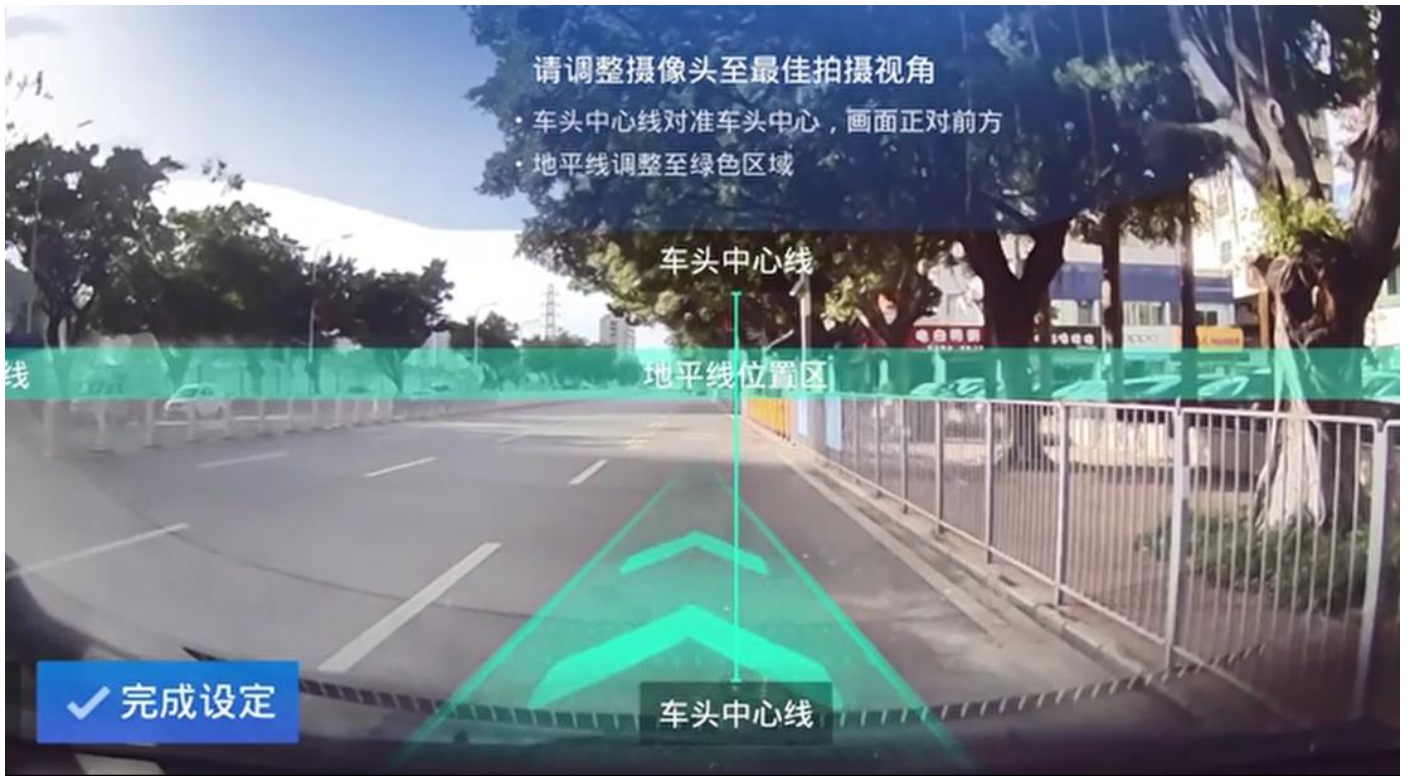 请调整摄像头至最佳拍摄视角
· 车头中心线对准车头中心，画面正对前方
· 地平线调整至绿色区域
车头中心线
线
地平线位置区
oppo
完成设定
车头中心线